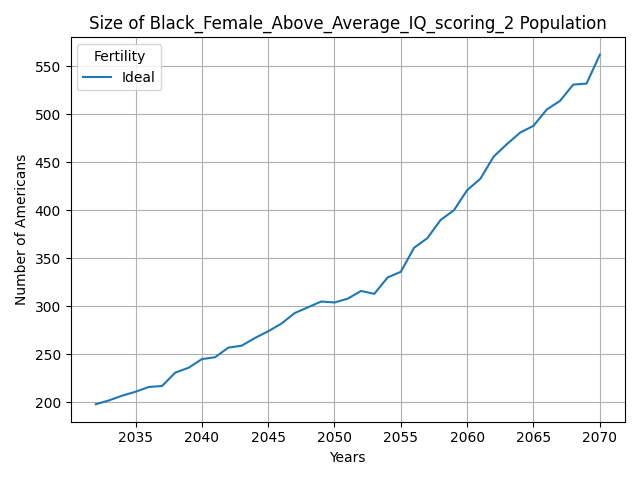 Size of Black_Female_Above_Average_IQ_scoring_2 Population
Fertility
Ideal
Number of Americans
550
500
450
400
350
300
250
200
2035 2040 2045 2050 2055 2060 2065 2070
Years